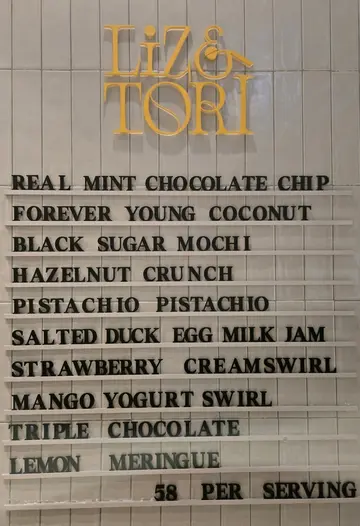 LiZ&
TORI
REAL MINT CHOCOLATE CHIP
FOREVER YOUNG COCONUT
BLACK SUGAR MOCHI
HAZELNUT CRUNCH
PISTACHIO PISTACHIO
SALTED DUCK EGG MILK JAM
STRAWBERRY CREAMSWIRL
MANGO YOGURT SWIRL
TRIPLE CHOCOLATE
LEMON MERINGUE
58 PER SERVING